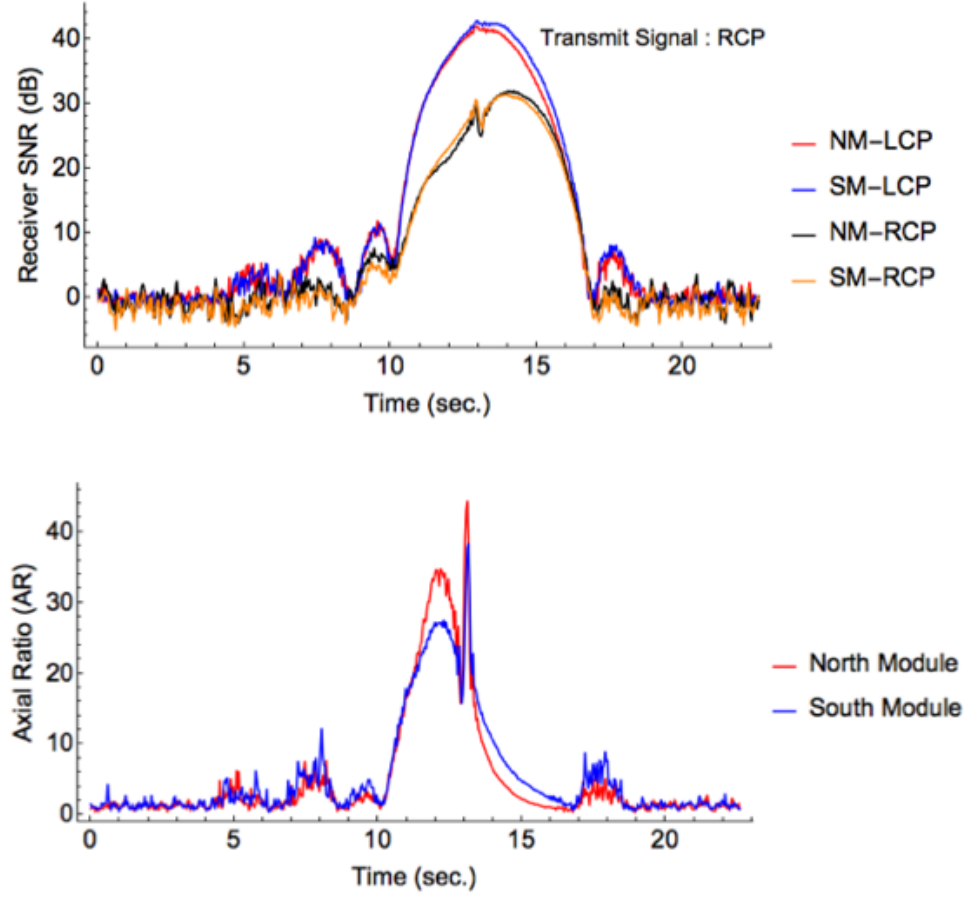 Transmit Signal : RCP
Receiver SNR (dB)
40
30
20
10
0
0
5
10
15
20
Time (sec.)
NM–LCP
SM–LCP
NM–RCP
SM–RCP
Axial Ratio (AR)
40
30
20
10
0
0
5
10
15
20
Time (sec.)
North Module
South Module